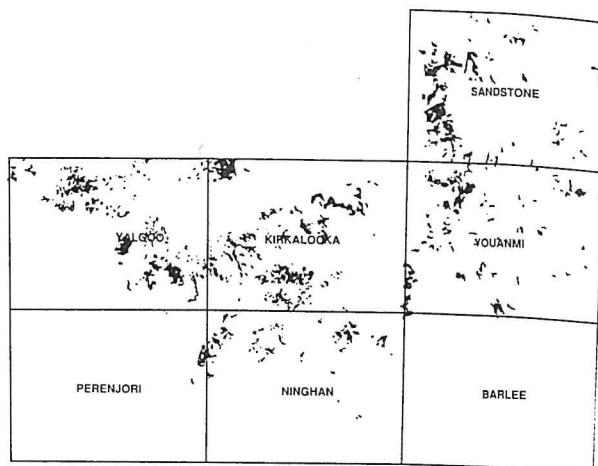 SANDSTONE
YALGOO
KIRKALOCKA
YOUANMI
PERENJORI
NINGHAN
BARLEE